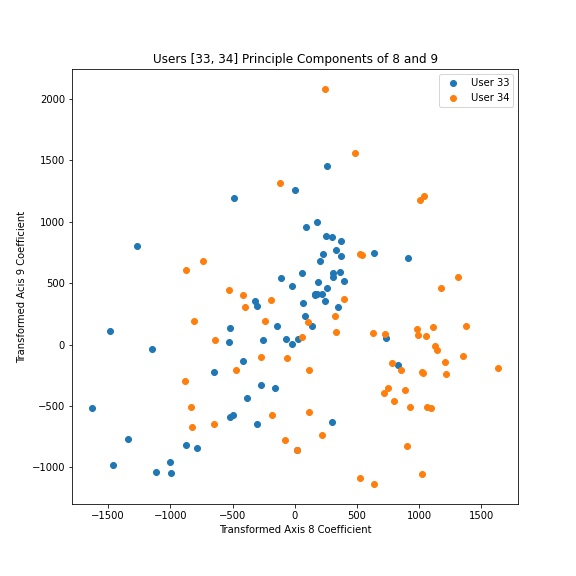 Users [33, 34] Principle Components of 8 and 9
User 33
User 34
2000
1500
1000
500
0
−500
−1000
Transformed Acis 9 Coefficient
−1500
−1000
−500
0
500
1000
1500
Transformed Axis 8 Coefficient